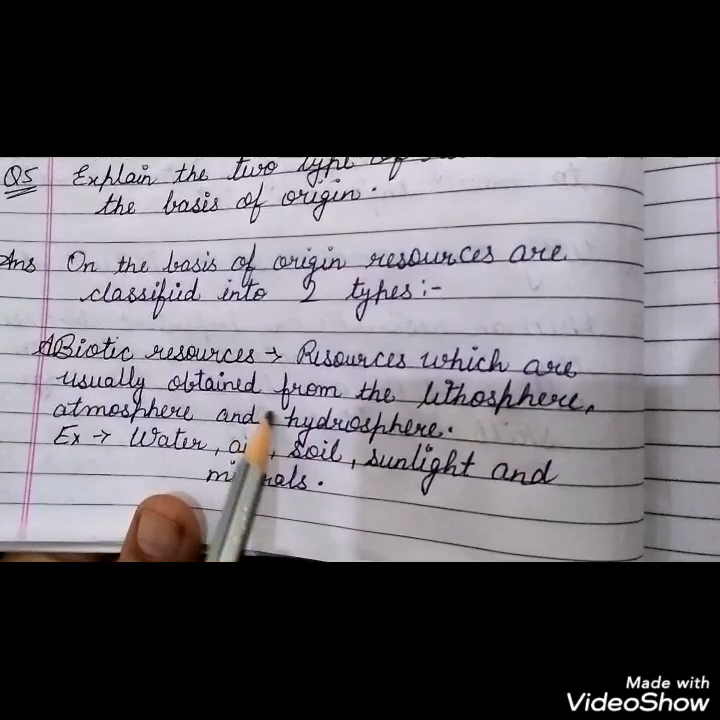 Q5 Explain the two type of
the basis of origin.
Ans On the basis of origin resources are
classified into 2 types:-
ABiotic resources → Resources which are
usually obtained from the lithosphere,
atmosphere and hydrosphere.
Ex → Water, , soil, sunlight and
.
Made with
VideoShow